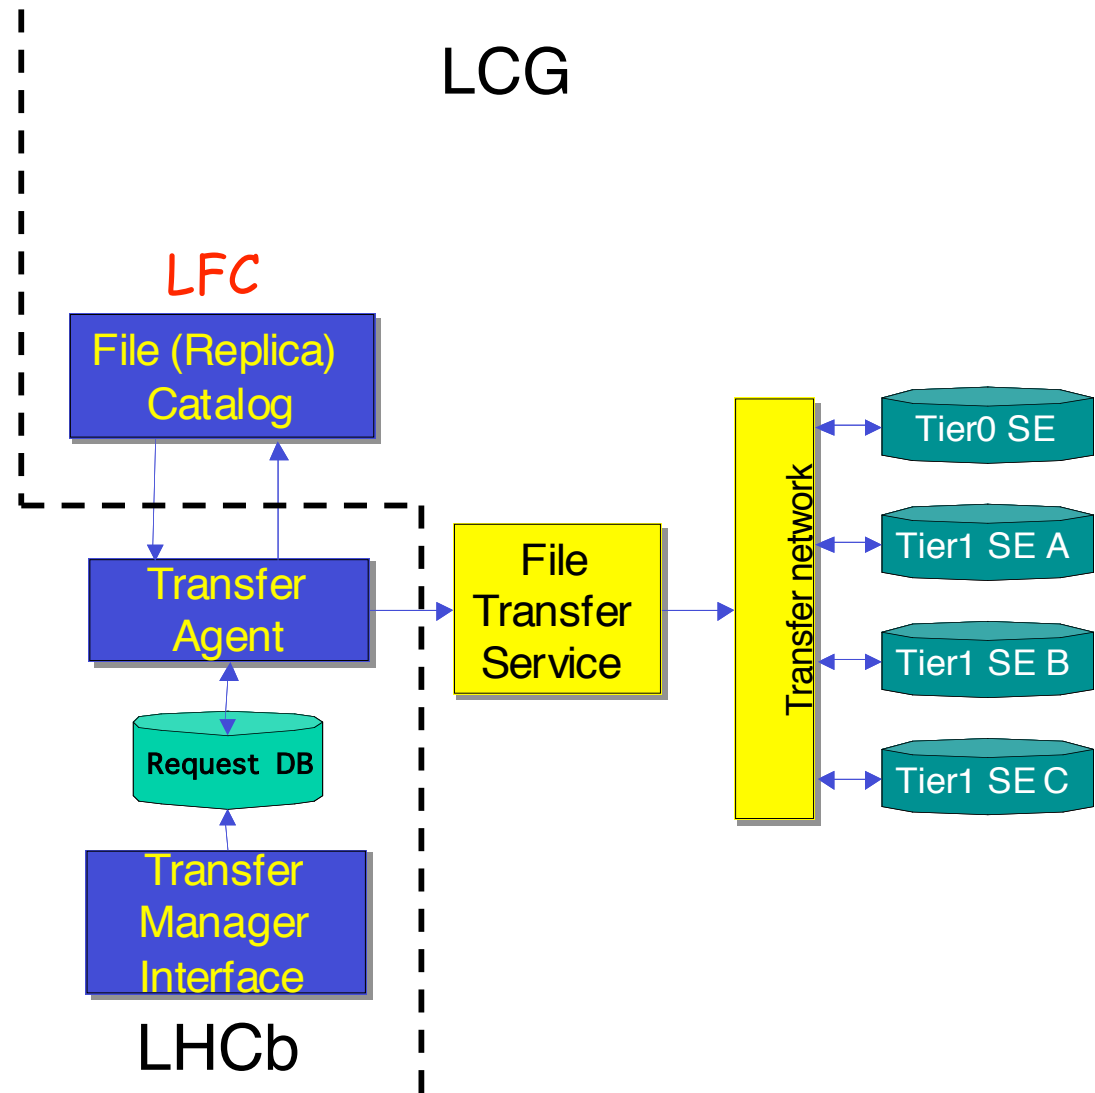 LCG
LFC
File (Replica)
Catalog
Transfer
Agent
Request DB
Transfer
Manager
Interface
LHCb
File
Transfer
Service
Transfer network
Tier0 SE
Tier1 SE A
Tier1 SE B
Tier1 SE C